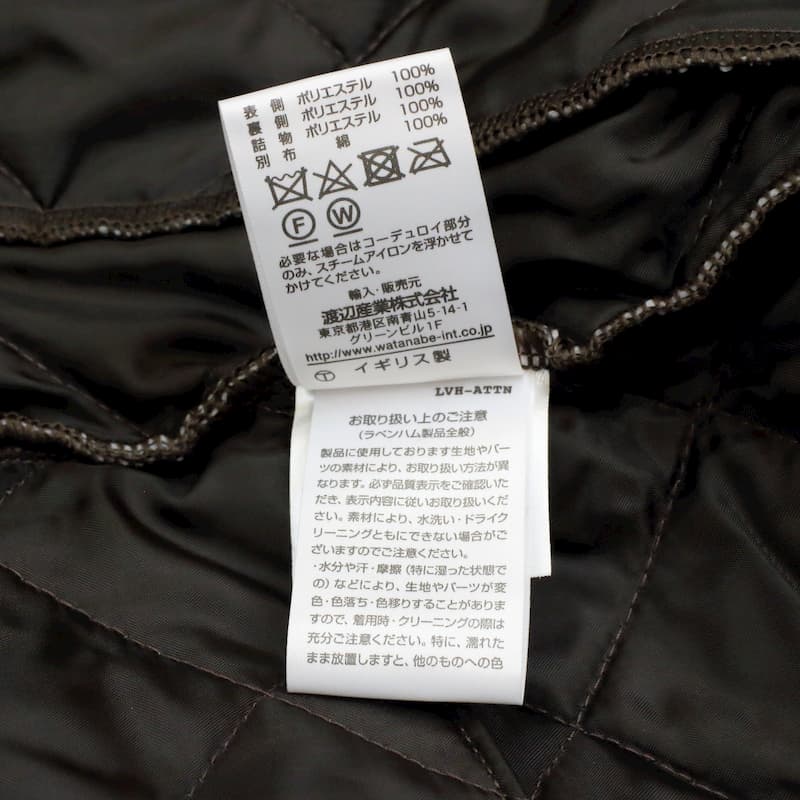 表 側 ポリエステル 100%
裏 側 ポリエステル 100%
詰 物 ポリエステル 100%
別 布 綿 100%
F W
必要な場合はコーデュロイ部分
のみ、スチームアイロンを浮かせて
かけてください。
輸入・販売元
渡辺産業株式会社
東京都港区南青山5-14-1
グリーンビル1F
http://www.watanabe-int.co.jp
T イギリス製
LVH-ATTN
お取り扱い上のご注意
(ラベンハム製品全般)
製品に使用しております生地やパー
ツの素材により、お取り扱い方法が異
なります。必ず品質表示をご確認いた
だき、表示内容に従いお取り扱いくだ
さい。素材により、水洗い・ドライク
リーニングともにできない場合がご
ざいますのでご注意ください。
・水分や汗・摩擦(特に湿った状態で
の)などにより、生地やパーツが変
色・色落ち・色移りすることがありま
すので、着用時・クリーニングの際は
充分ご注意ください。特に、濡れた
まま放置しますと、他のものへの色